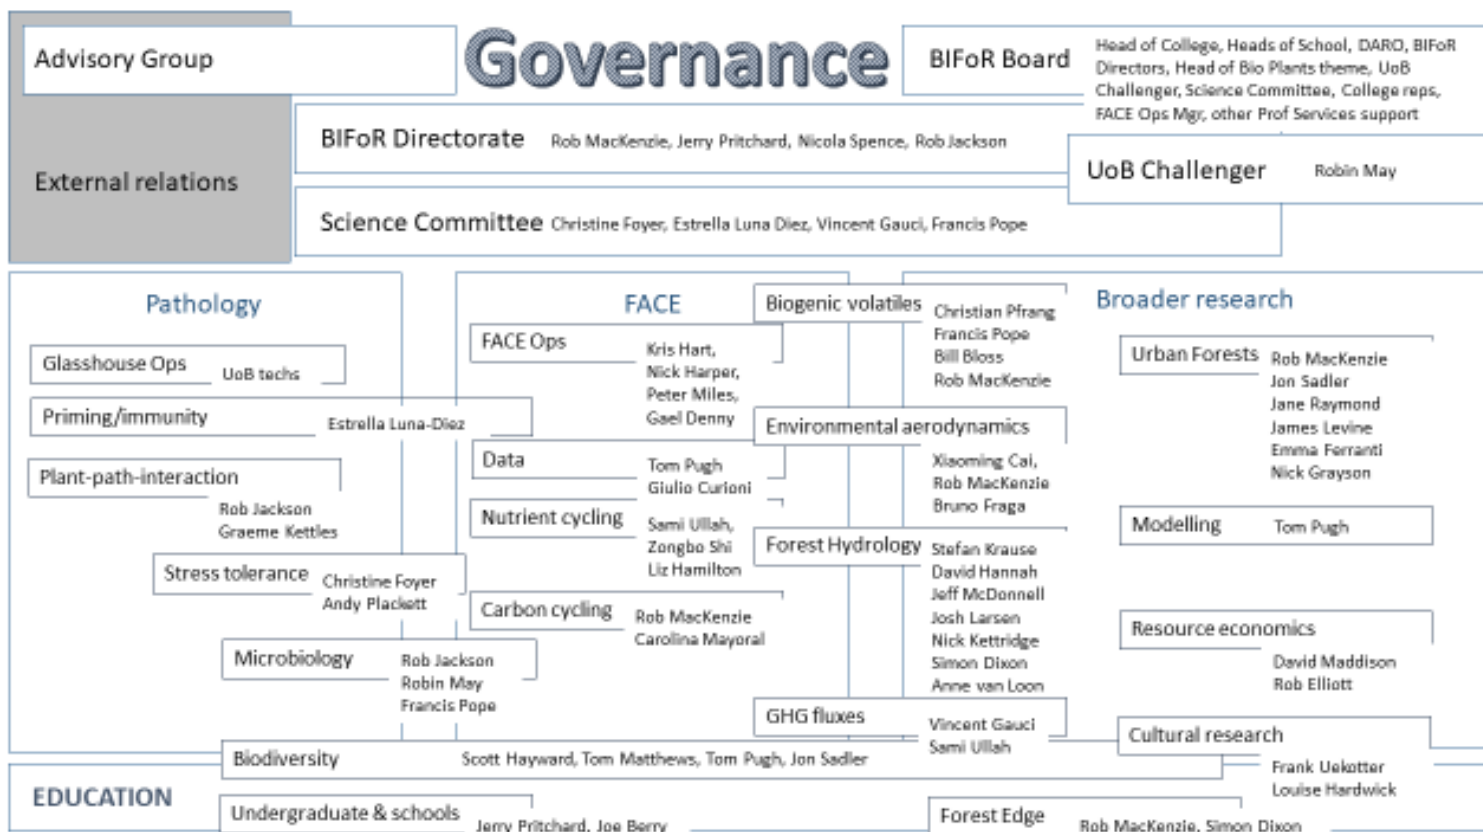 Governance
Advisory Group
External relations
BIFoR Board
Head of College, Heads of School, DARO, BIFoR
Directors, Head of Bio Plants theme, UoB
Challenger, Science Committee, College reps,
FACE Ops Mgr, other Prof Services support
BIFoR Directorate Rob MacKenzie, Jerry Pritchard, Nicola Spence, Rob Jackson
UoB Challenger Robin May
Science Committee Christine Foyer, Estrella Luna Diez, Vincent Gauci, Francis Pope
Pathology
Glasshouse Ops
UoB techs
Priming/immunity
Estrella Luna-Diez
Plant-path-interaction
Rob Jackson
Graeme Kettles
Stress tolerance
Christine Foyer
Andy Plackett
Microbiology
Rob Jackson
Robin May
Francis Pope
FACE
FACE Ops
Kris Hart,
Nick Harper,
Peter Miles,
Gael Denny
Data
Tom Pugh
Giulio Curioni
Nutrient cycling
Sami Ullah,
Zongbo Shi
Liz Hamilton
Carbon cycling
Rob MacKenzie
Carolina Mayoral
Biogenic volatiles
Christian Pfrang
Francis Pope
Bill Bloss
Rob MacKenzie
Environmental aerodynamics
Xiaoming Cai,
Rob MacKenzie
Bruno Fraga
Forest Hydrology
Stefan Krause
David Hannah
Jeff McDonnell
Josh Larsen
Nick Kettridge
Simon Dixon
Anne van Loon
GHG fluxes
Vincent Gauci
Sami Ullah
Broader research
Urban Forests
Rob MacKenzie
Jon Sadler
Jane Raymond
James Levine
Emma Ferranti
Nick Grayson
Modelling Tom Pugh
Resource economics
David Maddison
Rob Elliott
Cultural research
Frank Uekotter
Louise Hardwick
Biodiversity Scott Hayward, Tom Matthews, Tom Pugh, Jon Sadler
EDUCATION
Undergraduate & schools
Jerry Pritchard, Joe Berry
Forest Edge
Rob MacKenzie, Simon Dixon